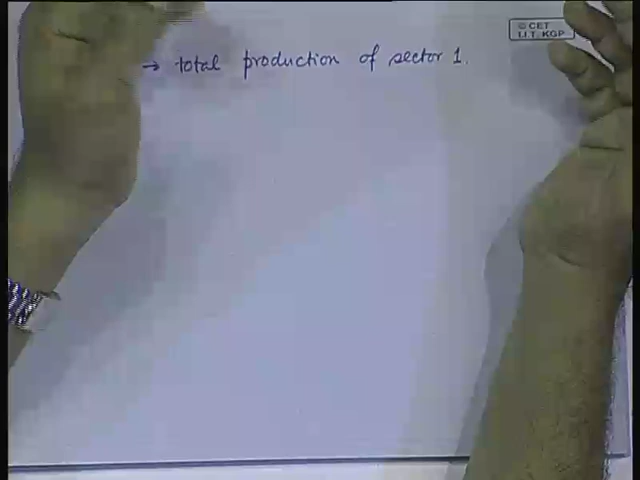 © CET
I.I.T. KGP
→ total production of sector 1.